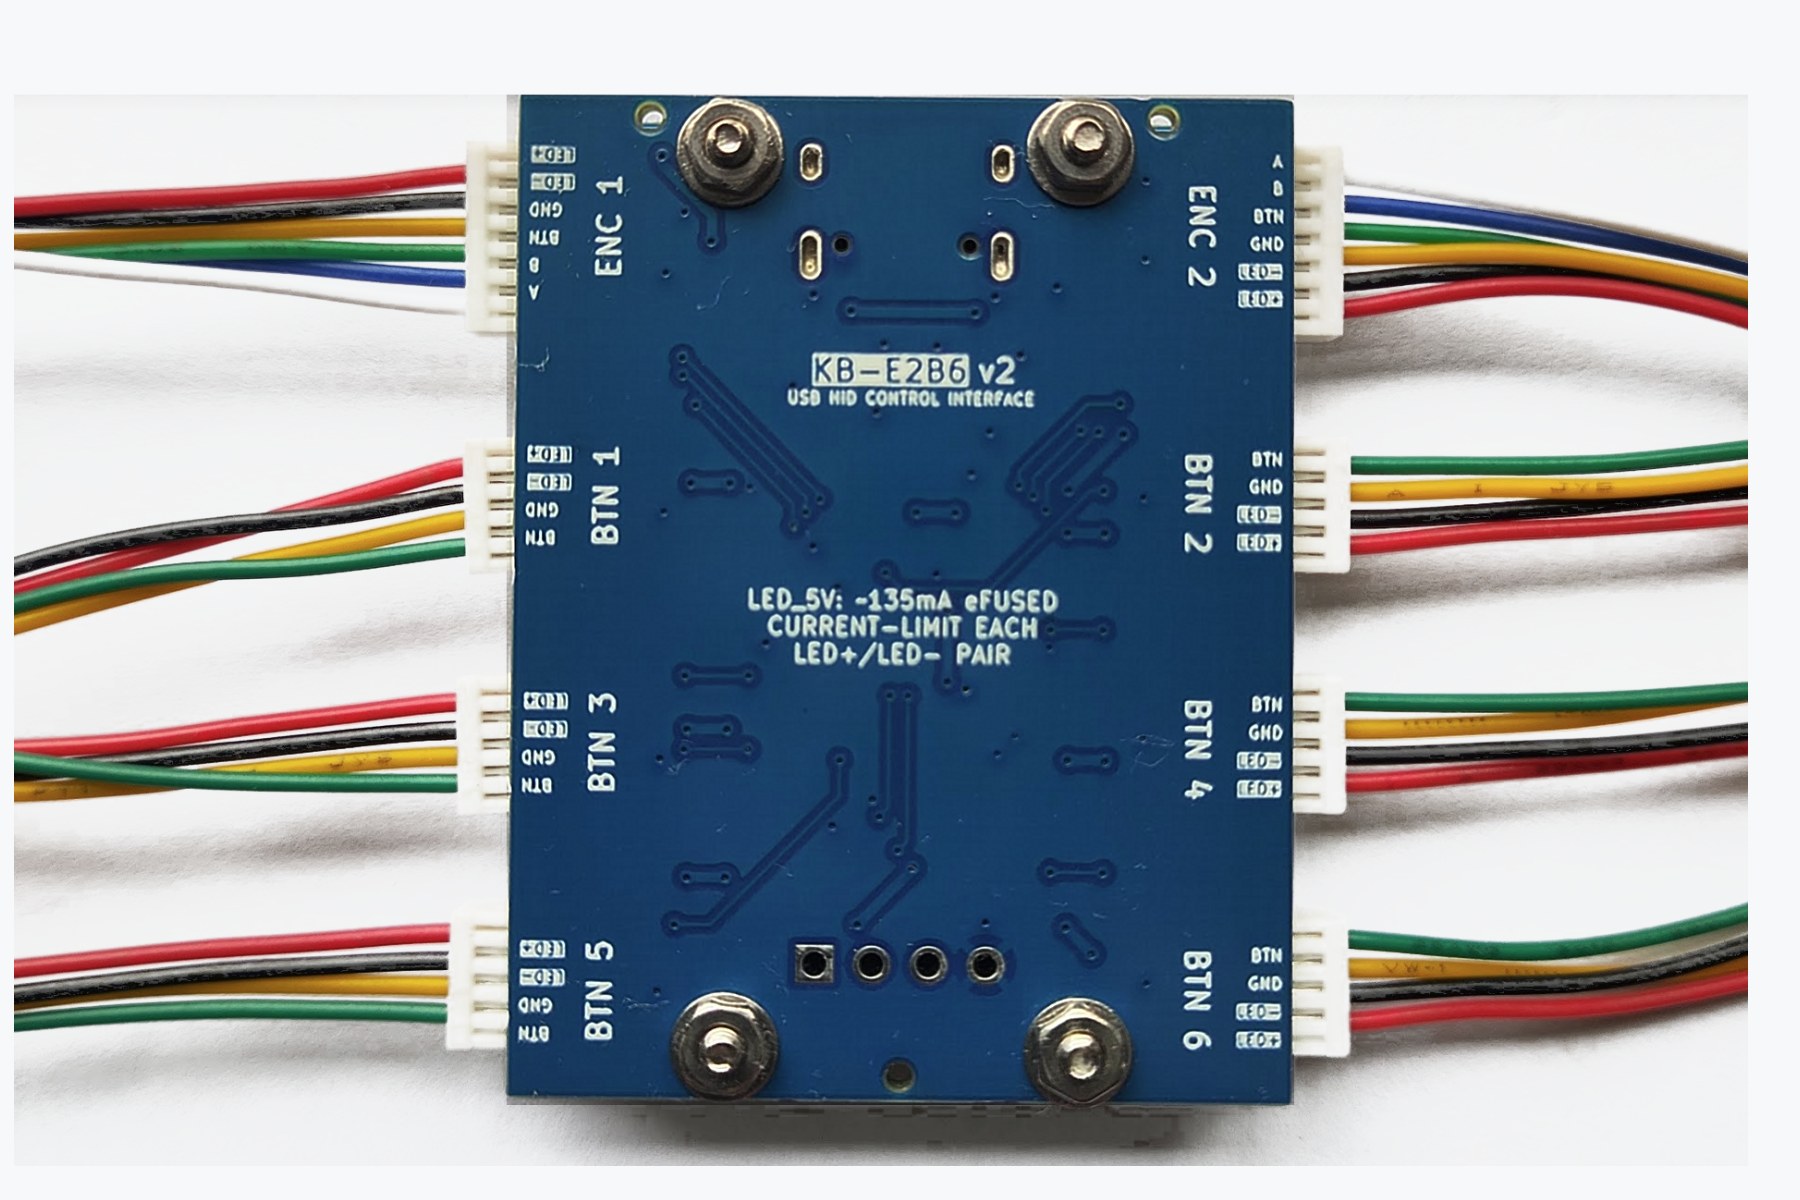 LED+
LED-
GND
BTN
B
A
ENC 1
A
B
BTN
GND
LED-
LED+
ENC 2
KB-E2B6 v2
USB HID CONTROL INTERFACE
LED+
LED-
GND
BTN
BTN 1
BTN
GND
LED-
LED+
BTN 2
LED_5V: ~135mA eFUSED
CURRENT-LIMIT EACH
LED+/LED- PAIR
LED+
LED-
GND
BTN
BTN 3
BTN
GND
LED-
LED+
BTN 4
LED+
LED-
GND
BTN
BTN 5
BTN
GND
LED-
LED+
BTN 6
VW-1